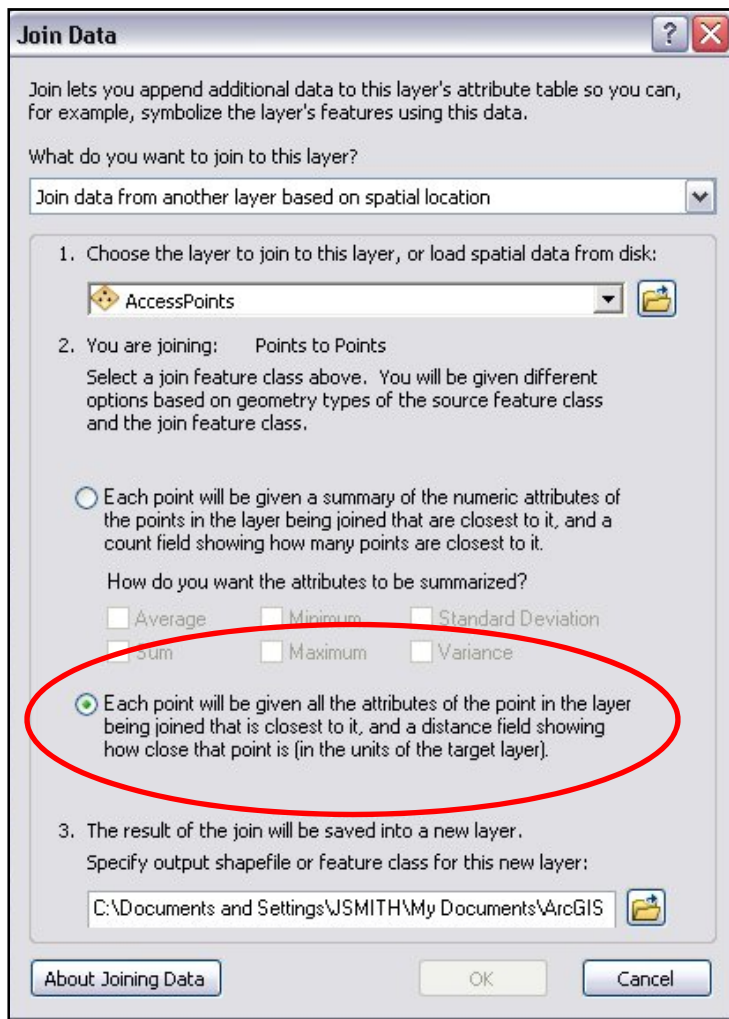 Join Data
Join lets you append additional data to this layer's attribute table so you can,
for example, symbolize the layer's features using this data.
What do you want to join to this layer?
Join data from another layer based on spatial location
1. Choose the layer to join to this layer, or load spatial data from disk:
AccessPoints
2. You are joining: Points to Points
Select a join feature class above. You will be given different
options based on geometry types of the source feature class
and the join feature class.
Each point will be given a summary of the numeric attributes of
the points in the layer being joined that are closest to it, and a
count field showing how many points are closest to it.
How do you want the attributes to be summarized?
Average Minimum Standard Deviation
Sum Maximum Variance
Each point will be given all the attributes of the point in the layer
being joined that is closest to it, and a distance field showing
how close that point is (in the units of the target layer).
3. The result of the join will be saved into a new layer.
Specify output shapefile or feature class for this new layer:
C:\Documents and Settings\JSMITH\My Documents\ArcGIS
About Joining Data OK Cancel